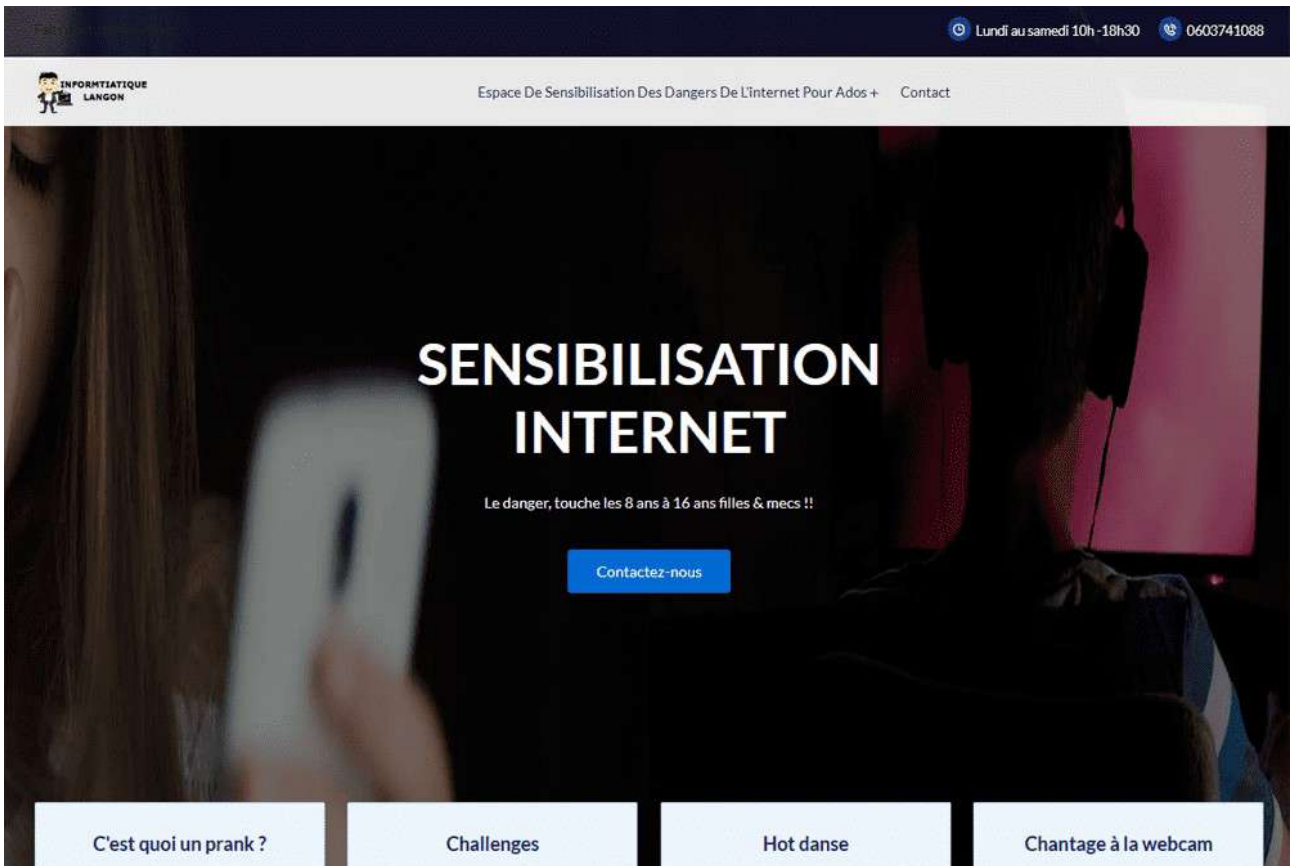 Lundi au samedi 10h -18h30
0603741088
INFORMTIATIQUE
LANGON
Espace De Sensibilisation Des Dangers De L'internet Pour Ados +
Contact
SENSIBILISATION
INTERNET
Le danger, touche les 8 ans à 16 ans filles & mecs !!
Contactez-nous
C'est quoi un prank ?
Challenges
Hot danse
Chantage à la webcam